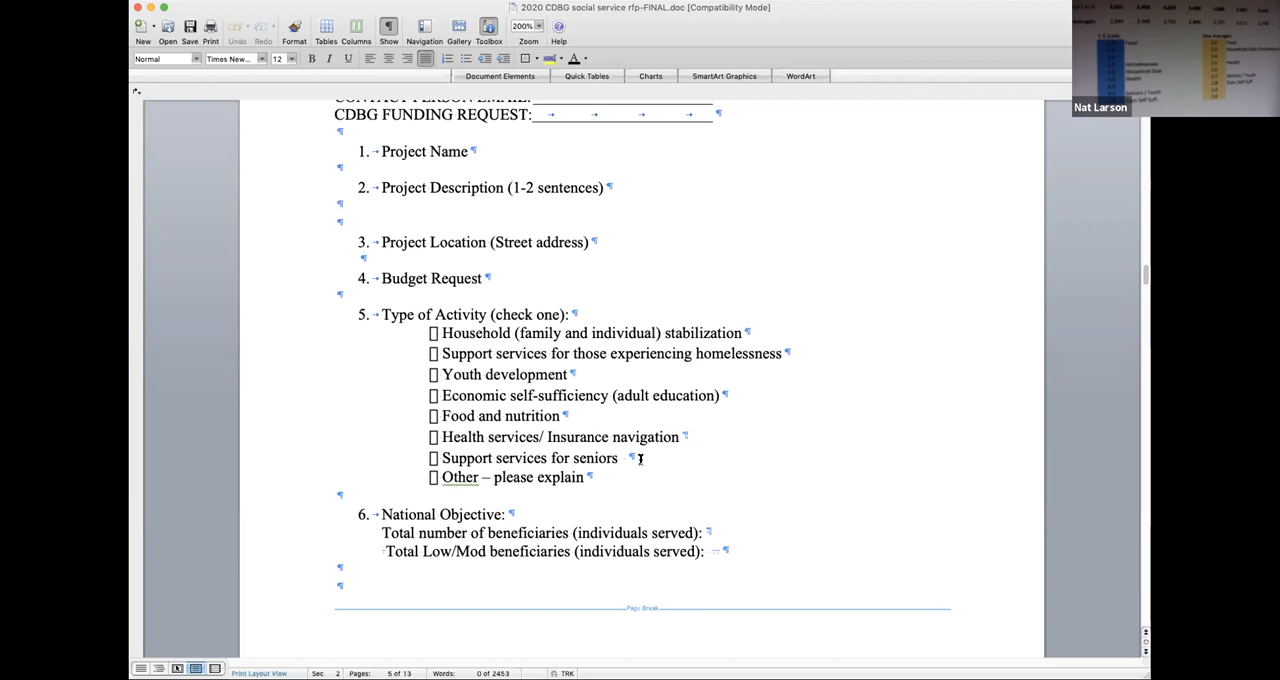 2020 CDBG social service rfp-FINAL.doc [Compatibility Mode]
New Open Save Print Undo Redo Format Tables Columns Show Navigation Gallery Toolbox Zoom Help
200%
Normal Times New... 12 B I U
Document Elements Quick Tables Charts SmartArt Graphics WordArt
Nat Larson
CONTACT PERSON EMAIL:
CDBG FUNDING REQUEST:
1. Project Name
2. Project Description (1-2 sentences)
3. Project Location (Street address)
4. Budget Request
5. Type of Activity (check one):
Household (family and individual) stabilization
Support services for those experiencing homelessness
Youth development
Economic self-sufficiency (adult education)
Food and nutrition
Health services/ Insurance navigation
Support services for seniors
Other – please explain
6. National Objective:
Total number of beneficiaries (individuals served):
Total Low/Mod beneficiaries (individuals served):
Page Break
Print Layout View Sec 2 Pages: 5 of 13 Words: 0 of 2453 TRK